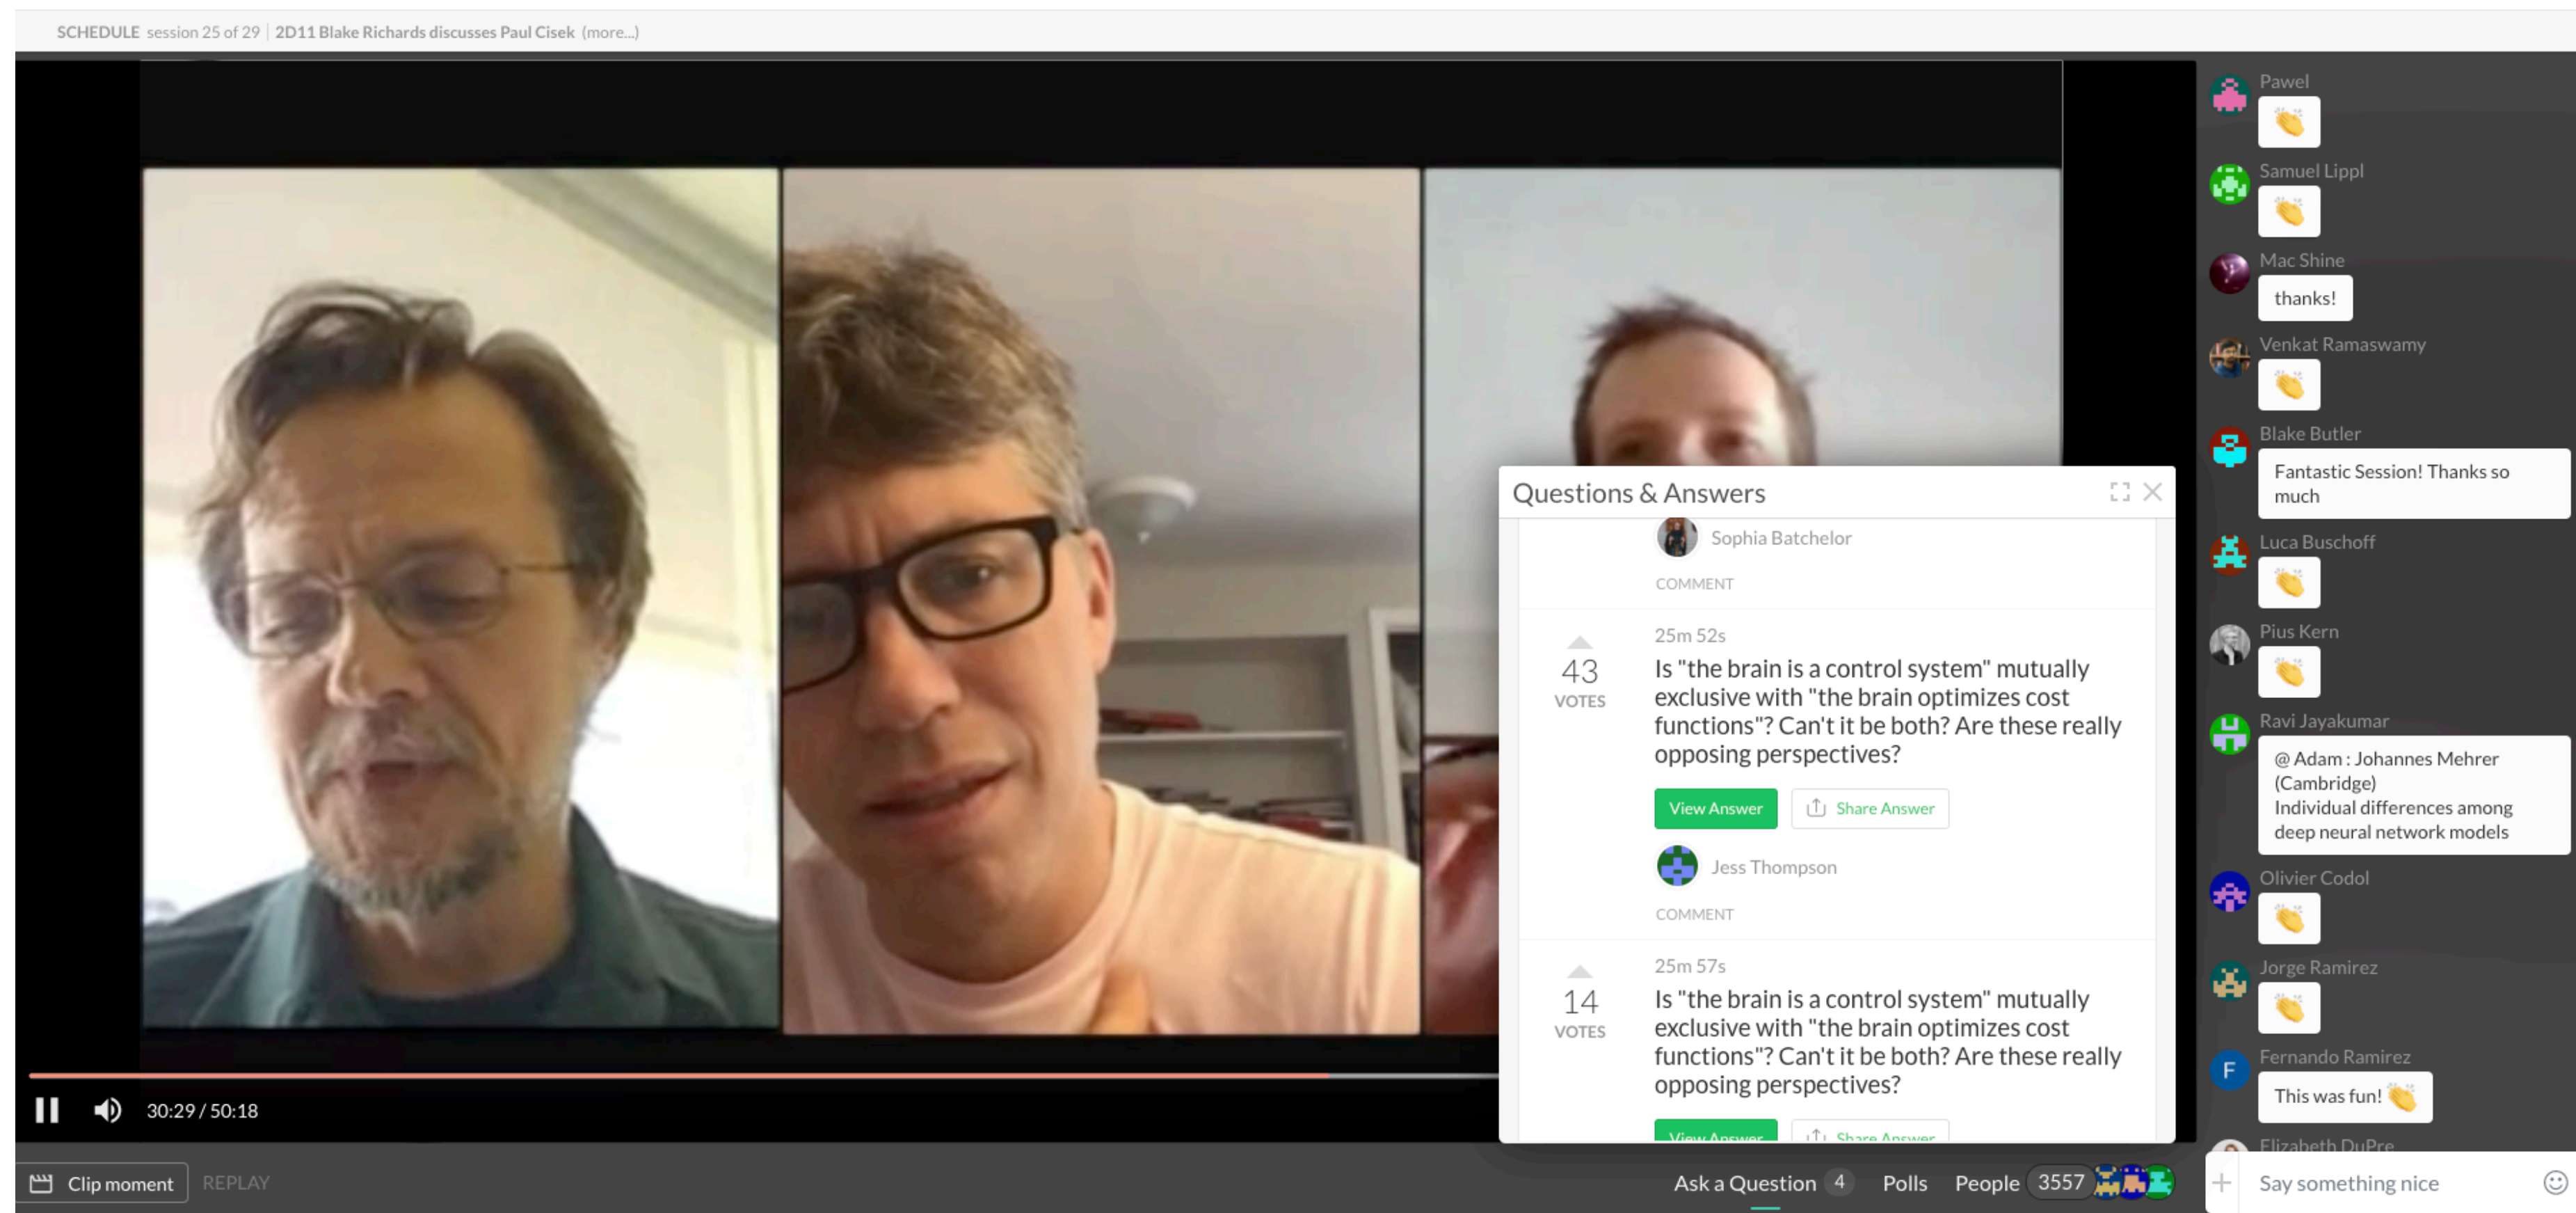 SCHEDULE session 25 of 29 | 2D11 Blake Richards discusses Paul Cisek (more...)
30:29 / 50:18
Clip moment
REPLAY
Questions & Answers
Sophia Batchelor
COMMENT
25m 52s
43
VOTES
Is "the brain is a control system" mutually
exclusive with "the brain optimizes cost
functions"? Can't it be both? Are these really
opposing perspectives?
View Answer
Share Answer
Jess Thompson
COMMENT
25m 57s
14
VOTES
Is "the brain is a control system" mutually
exclusive with "the brain optimizes cost
functions"? Can't it be both? Are these really
opposing perspectives?
View Answer
Share Answer
Ask a Question 4
Polls
People 3557
Pawel
👏
Samuel Lippl
👏
Mac Shine
thanks!
Venkat Ramaswamy
👏
Blake Butler
Fantastic Session! Thanks so
much
Luca Buschoff
👏
Pius Kern
👏
Ravi Jayakumar
@ Adam : Johannes Mehrer
(Cambridge)
Individual differences among
deep neural network models
Olivier Codol
👏
Jorge Ramirez
👏
F
Fernando Ramirez
This was fun! 👏
Elizabeth DuPre
Say something nice